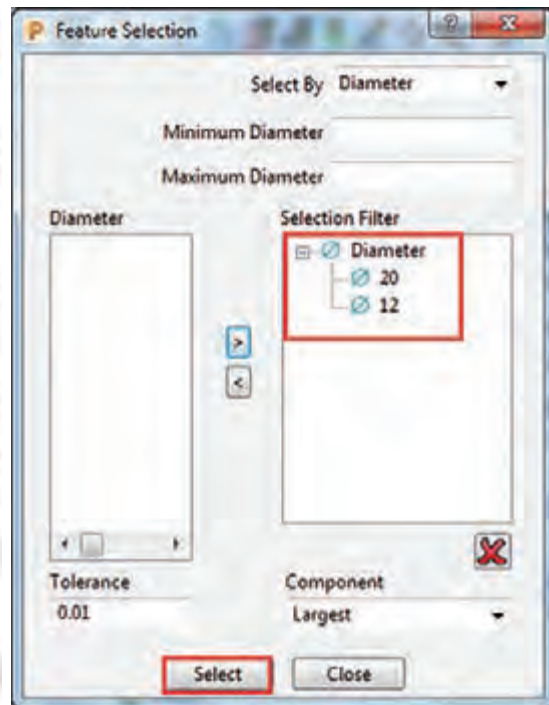 Feature Selection
Select By Diameter
Minimum Diameter
Maximum Diameter
Diameter Selection Filter
Diameter
20
12
>
<
Tolerance Component
0.01 Largest
Select Close